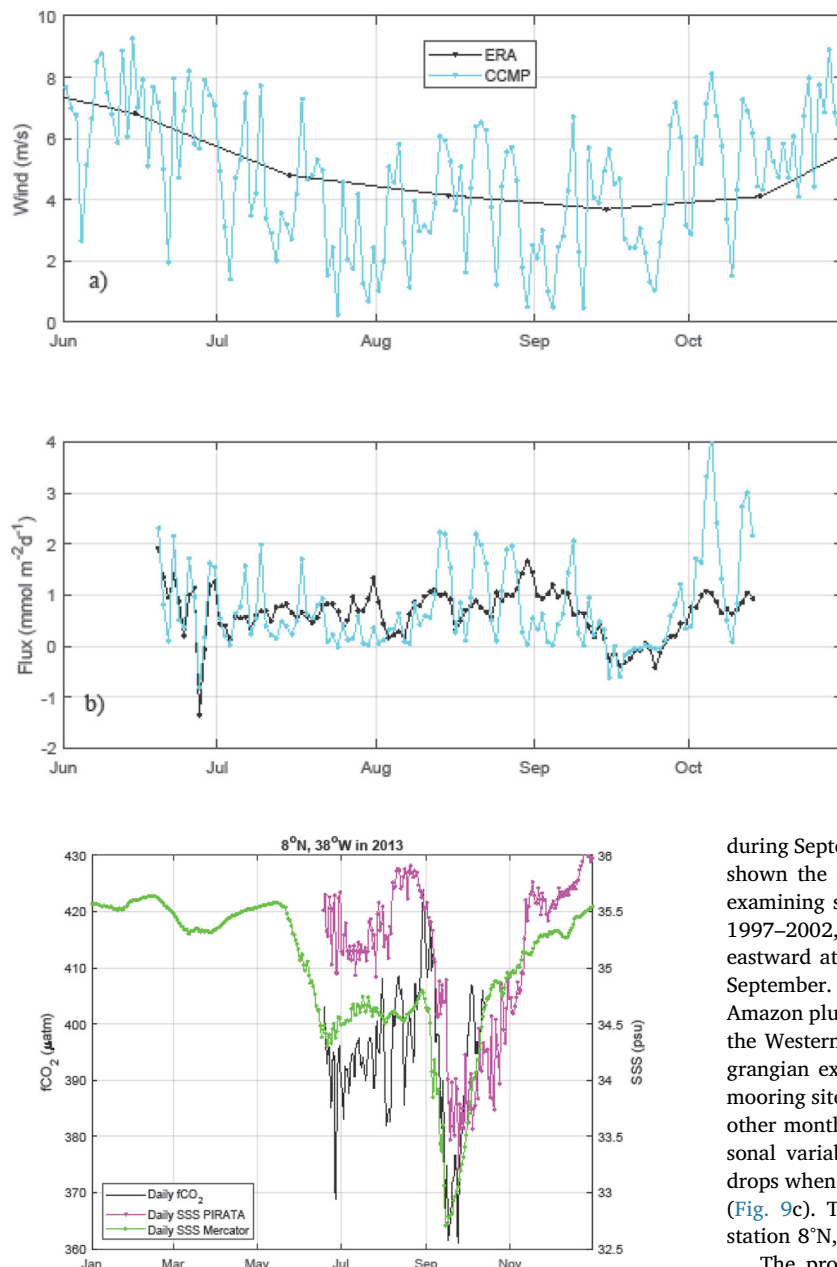 10
8
6
4
2
0
Wind (m/s)
ERA
CCMP
a)
Jun
Jul
Aug
Sep
Oct
4
3
2
1
0
-1
-2
Flux (mmol m⁻²d⁻¹)
b)
Jun
Jul
Aug
Sep
Oct
8°N, 38°W in 2013
430
420
410
400
390
380
370
360
fCO₂ (µatm)
36
35.5
35
34.5
34
33.5
33
32.5
SSS (psu)
Daily fCO₂
Daily SSS PIRATA
Daily SSS Mercator
Jan
Mar
May
Jul
Sep
Nov
during Septe
shown the
examining s
1997–2002,
eastward at
September.
Amazon plu
the Western
grangian ex
mooring site
other month
sonal variab
drops when
(Fig. 9c). T
station 8°N,
The pro